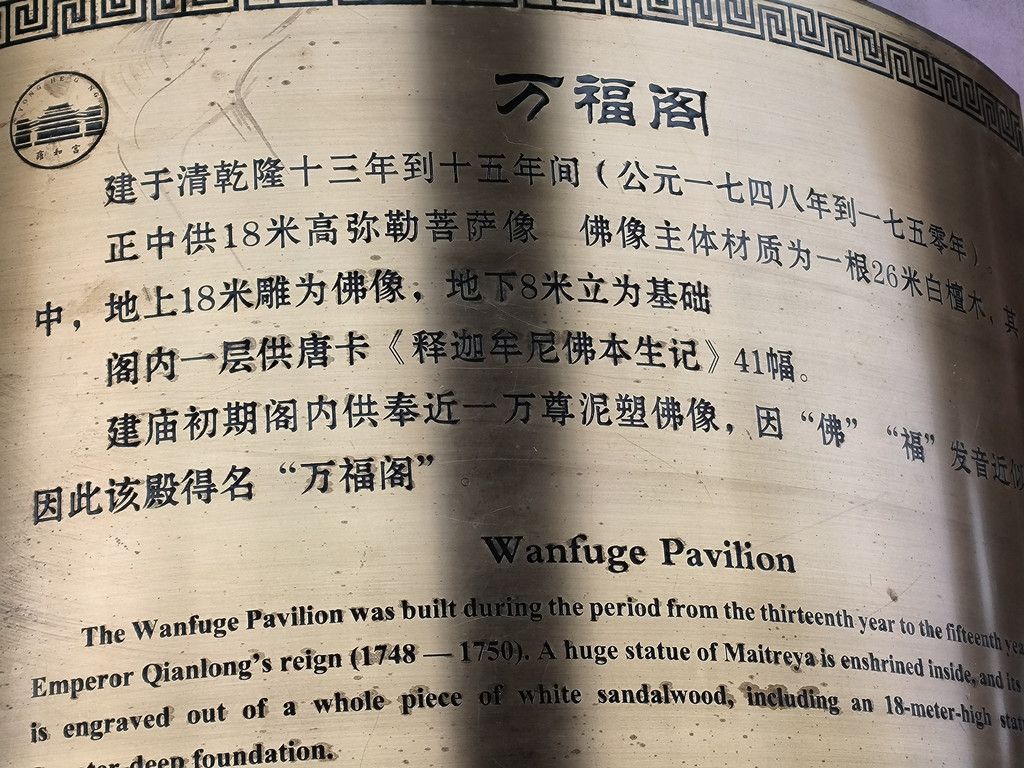 YONG HE GONG
雍和宫
万福阁
建于清乾隆十三年到十五年间（公元一七四八年到一七五零年）。
正中供18米高弥勒菩萨像 佛像主体材质为一根26米白檀木，其
中，地上18米雕为佛像，地下8米立为基础
阁内一层供唐卡《释迦牟尼佛本生记》41幅。
建庙初期阁内供奉近一万尊泥塑佛像，因“佛”“福”发音近似
因此该殿得名“万福阁”
Wanfuge Pavilion
The Wanfuge Pavilion was built during the period from the thirteenth year to the fifteenth
Emperor Qianlong's reign (1748 — 1750). A huge statue of Maitreya is enshrined inside, and its
is engraved out of a whole piece of white sandalwood, including an 18-meter-high
deep foundation.